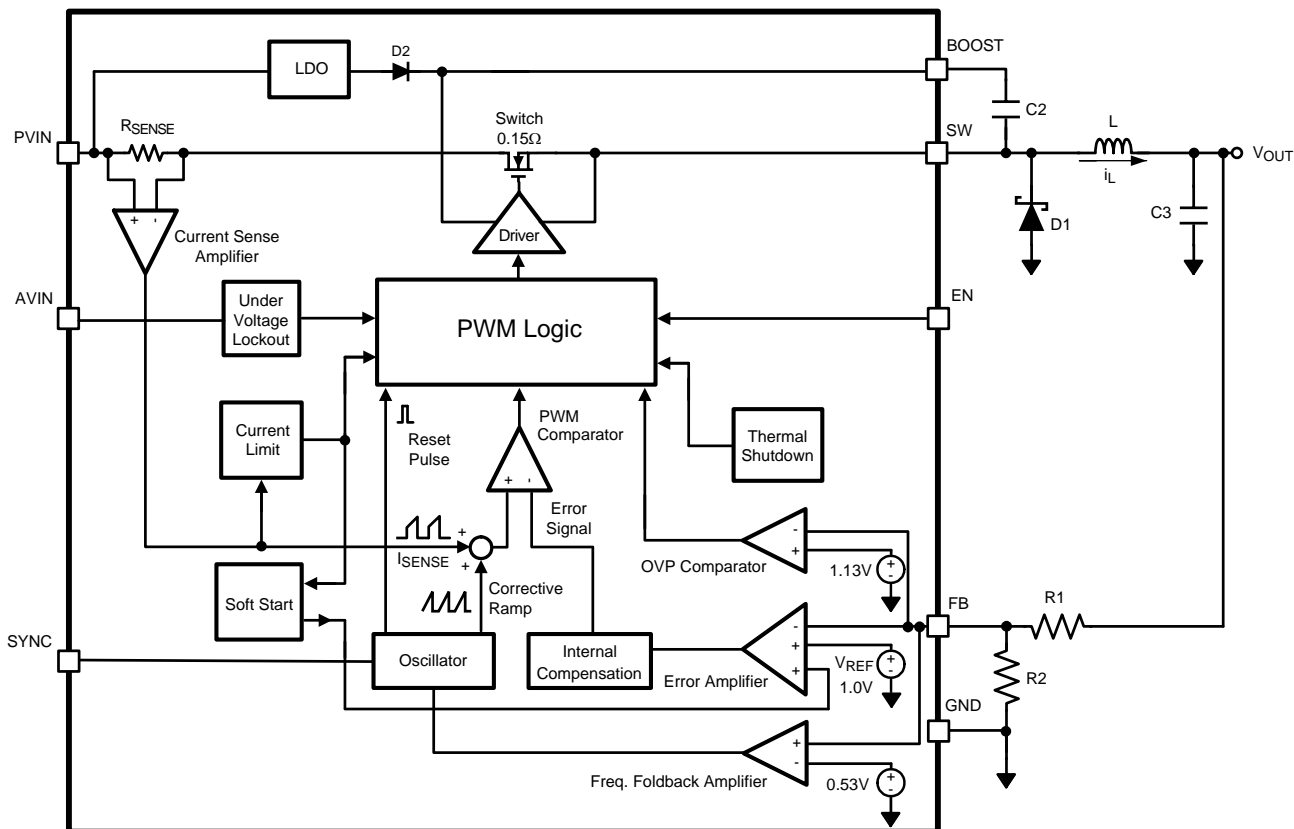 BOOST
D2
LDO
C2
PVIN
RSENSE
Switch
0.15Ω
SW
L
VOUT
iL
+ -
Driver
C3
D1
Current Sense
Amplifier
AVIN
Under
Voltage
Lockout
PWM Logic
EN
Current
Limit
Reset
Pulse
PWM
Comparator
+ -
Thermal
Shutdown
Error
Signal
ISENSE
+
+
-
+
OVP Comparator
1.13V
+
-
Soft Start
Corrective
Ramp
FB
R1
SYNC
Oscillator
Internal
Compensation
-
+
+
Error Amplifier
VREF
1.0V
+
-
R2
GND
+
-
Freq. Foldback Amplifier
0.53V
+
-